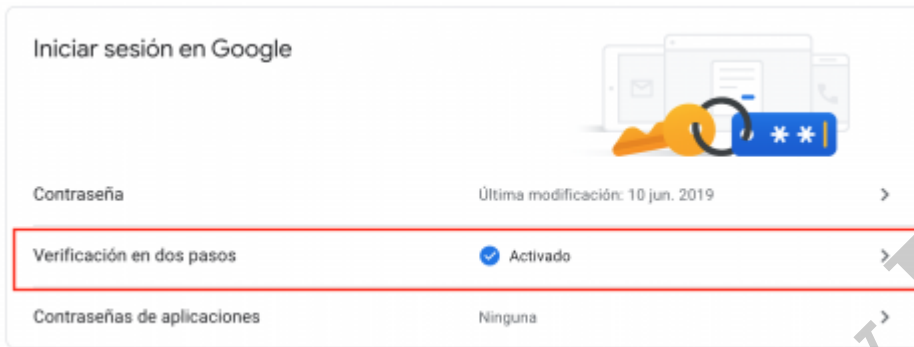 Iniciar sesión en Google
**
Contraseña Última modificación: 10 jun. 2019
Verificación en dos pasos Activado
Contraseñas de aplicaciones Ninguna